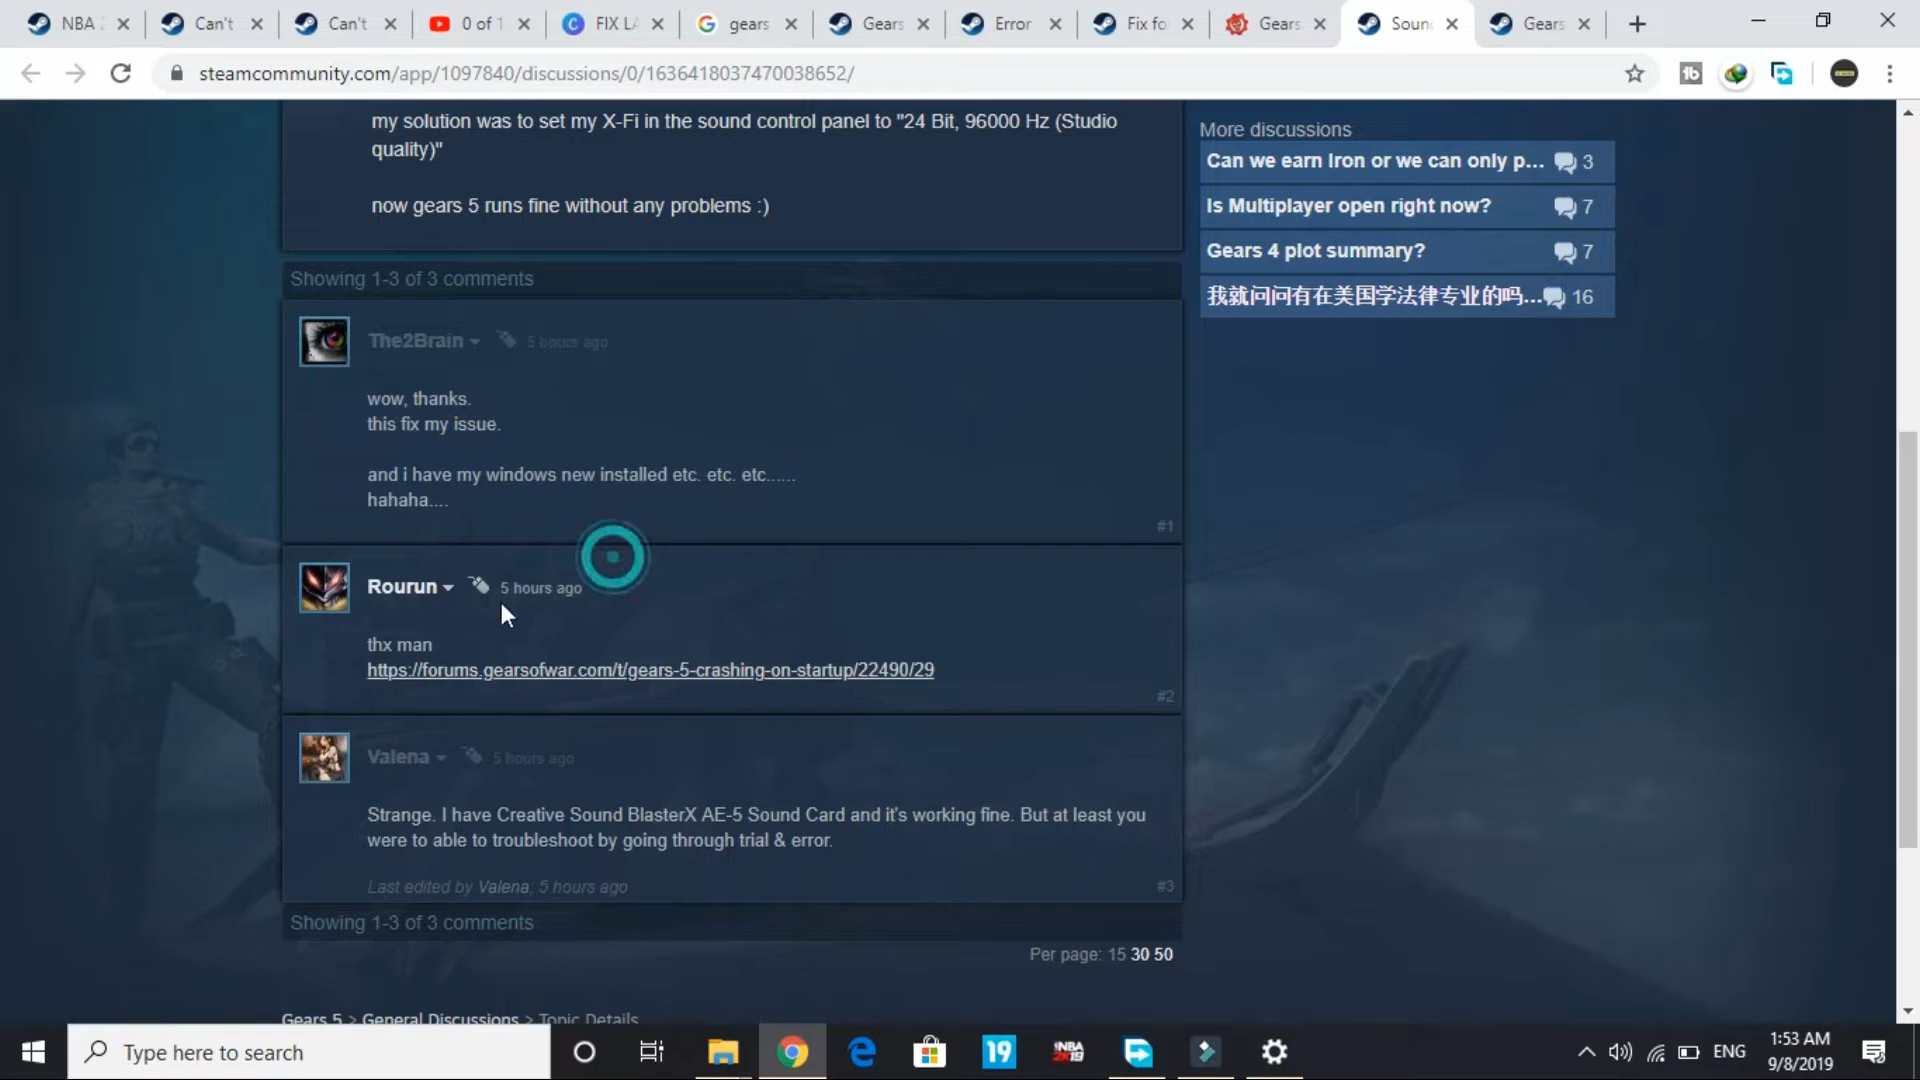 NBA 2
Can't
Can't
0 of 1
FIX LA
gears
Gears
Error
Fix fo
Gears
Soun
Gears
steamcommunity.com/app/1097840/discussions/0/1636418037470038652/
my solution was to set my X-Fi in the sound control panel to "24 Bit, 96000 Hz (Studio
quality)"
now gears 5 runs fine without any problems :)
Showing 1-3 of 3 comments
The2Brain 5 hours ago
wow, thanks.
this fix my issue.
and i have my windows new installed etc. etc. etc......
hahaha....
#1
Rourun 5 hours ago
thx man
https://forums.gearsofwar.com/t/gears-5-crashing-on-startup/22490/29
#2
Valena 5 hours ago
Strange. I have Creative Sound BlasterX AE-5 Sound Card and it's working fine. But at least you
were to able to troubleshoot by going through trial & error.
Last edited by Valena; 5 hours ago
#3
Showing 1-3 of 3 comments
Per page: 15 30 50
Gears 5 > General Discussions > Topic Details
More discussions
Can we earn Iron or we can only p... 3
Is Multiplayer open right now? 7
Gears 4 plot summary? 7
我就问问有在美国学法律专业的吗... 16
Type here to search
19
NBA
2K19
ENG
1:53 AM
9/8/2019